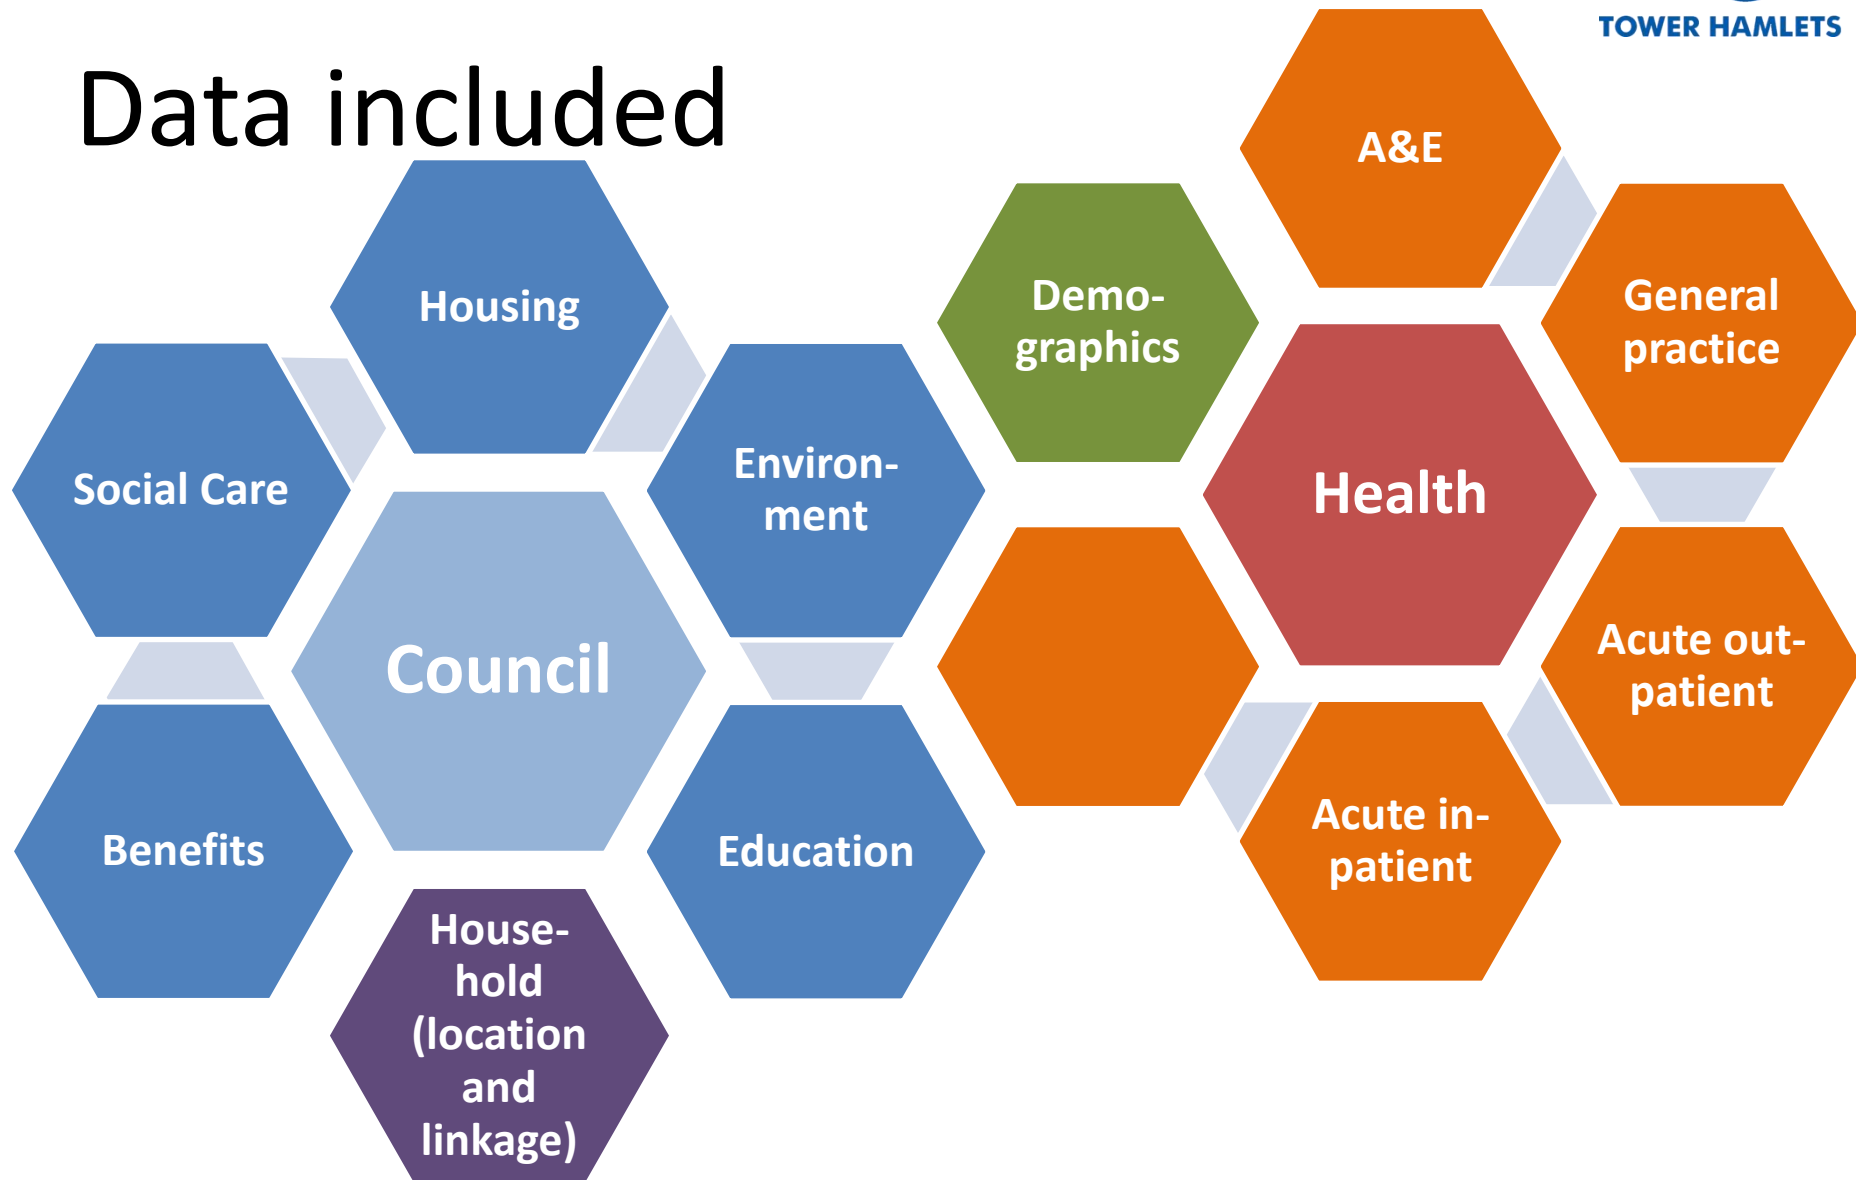 TOWER HAMLETS
Data included
Housing
Social Care
Environ-
ment
Council
Benefits
Education
House-
hold
(location
and
linkage)
A&E
Demo-
graphics
General
practice
Health
Acute out-
patient
Acute in-
patient